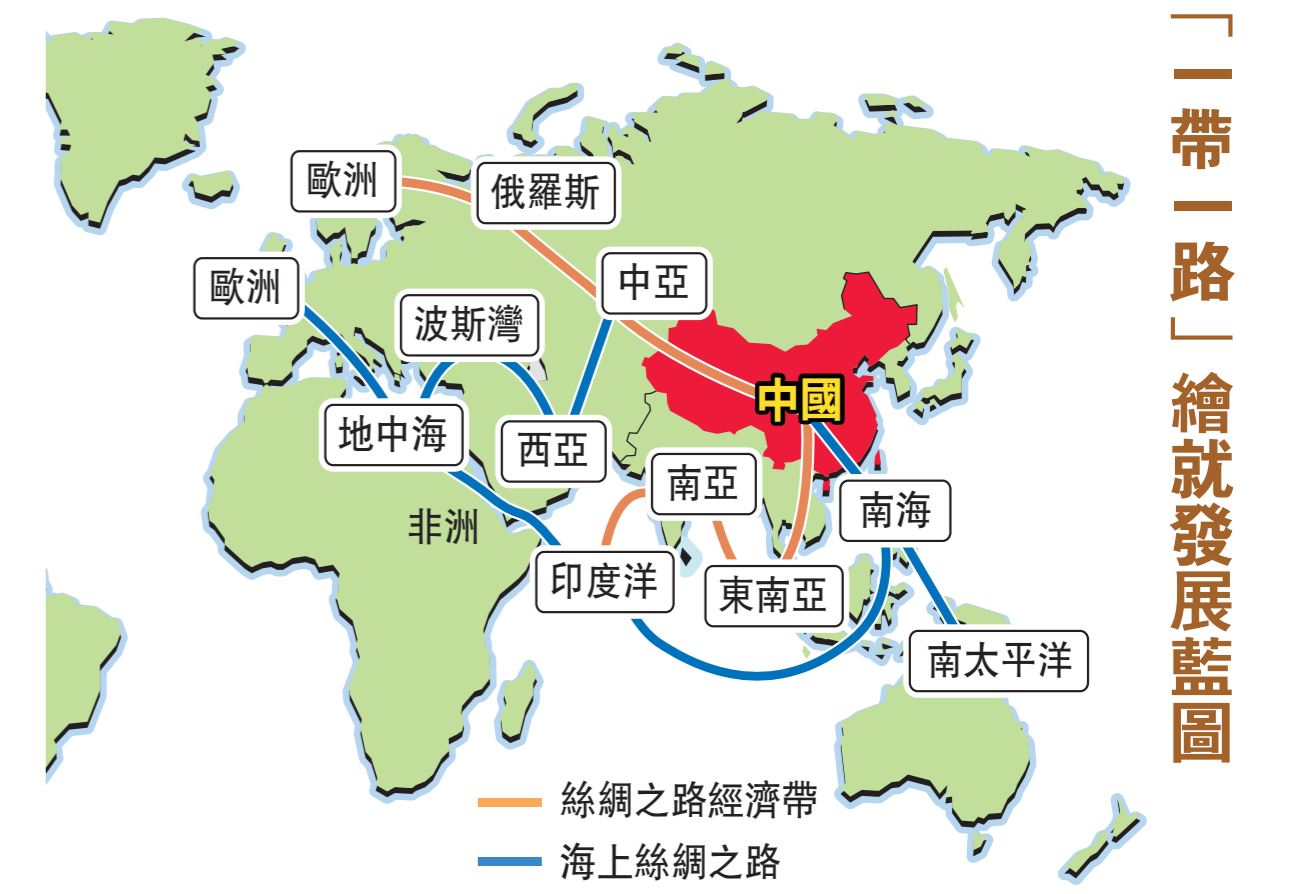 「一帶一路」繪就發展藍圖
歐洲
俄羅斯
歐洲
中亞
波斯灣
中國
地中海
西亞
南亞
南海
非洲
印度洋
東南亞
南太平洋
絲綢之路經濟帶
海上絲綢之路